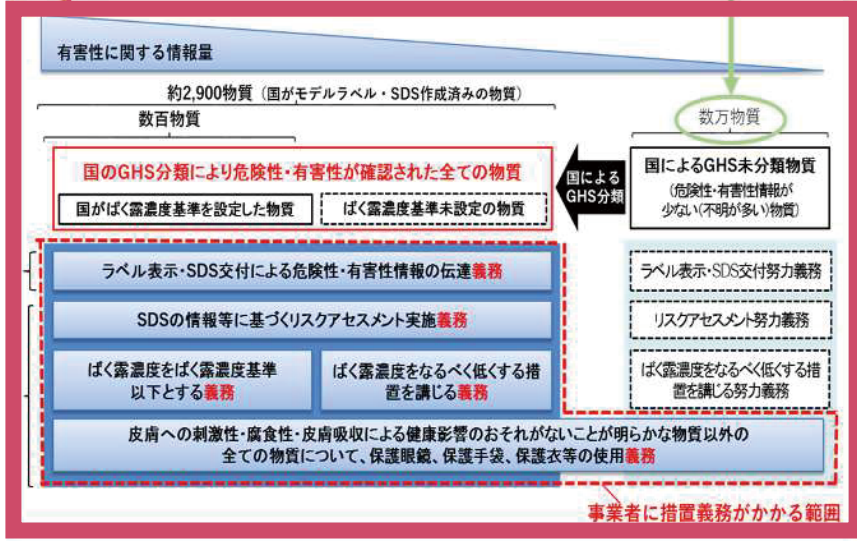 有害性に関する情報量
約2,900物質（国がモデルラベル・SDS作成済みの物質）
数百物質
数万物質
国のGHS分類により危険性・有害性が確認された全ての物質
国がばく露濃度基準を設定した物質
ばく露濃度基準未設定の物質
国による
GHS分類
国によるGHS未分類物質
（危険性・有害性情報が
少ない（不明が多い）物質）
ラベル表示・SDS交付による危険性・有害性情報の伝達義務
ラベル表示・SDS交付努力義務
SDSの情報等に基づくリスクアセスメント実施義務
リスクアセスメント努力義務
ばく露濃度をばく露濃度基準
以下とする義務
ばく露濃度をなるべく低くする措
置を講じる義務
ばく露濃度をなるべく低くする措
置を講じる努力義務
皮膚への刺激性・腐食性・皮膚吸収による健康影響のおそれがないことが明らかな物質以外の
全ての物質について、保護眼鏡、保護手袋、保護衣等の使用義務
事業者に措置義務がかかる範囲